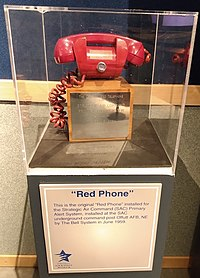 "Red Phone"
This is the original "Red Phone" installed for
the Strategic Air Command (SAC) Primary
Alert System, installed at the SAC
underground command post Offutt AFB, NE
by The Bell System in June 1959.